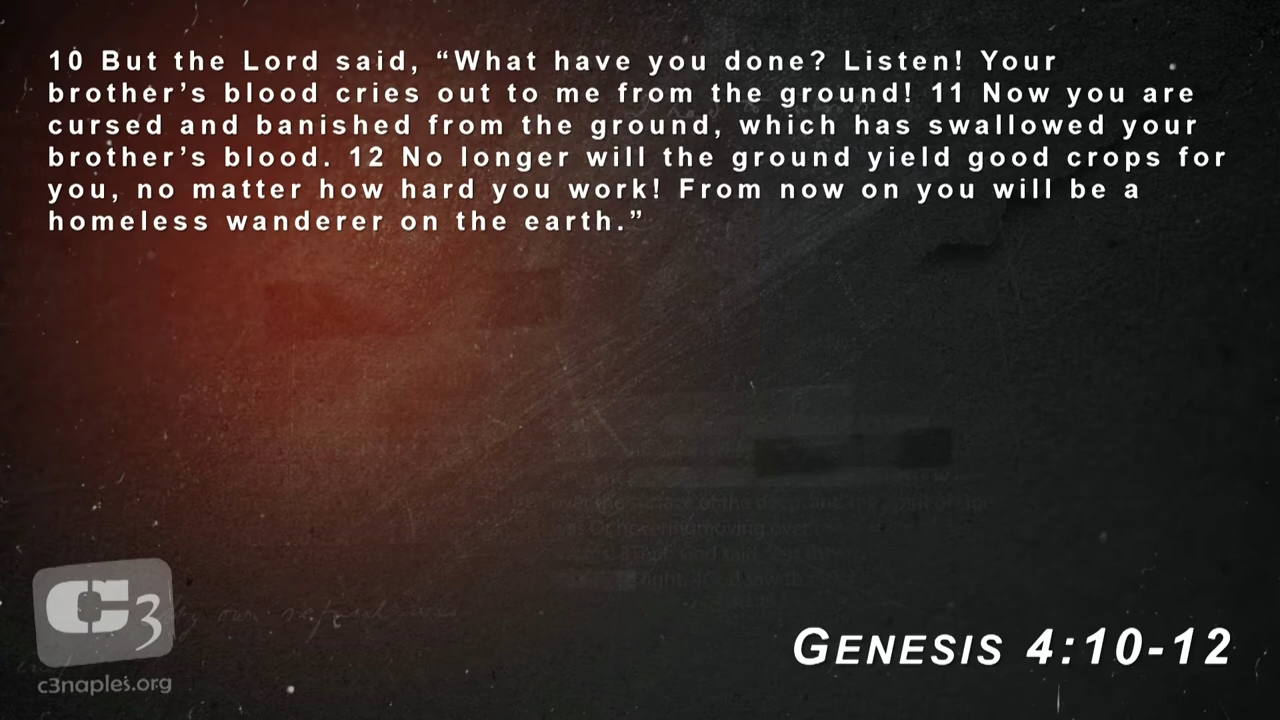 10 But the Lord said, “What have you done? Listen! Your
brother’s blood cries out to me from the ground! 11 Now you are
cursed and banished from the ground, which has swallowed your
brother’s blood. 12 No longer will the ground yield good crops for
you, no matter how hard you work! From now on you will be a
homeless wanderer on the earth.”
C3
c3naples.org
GENESIS 4:10-12